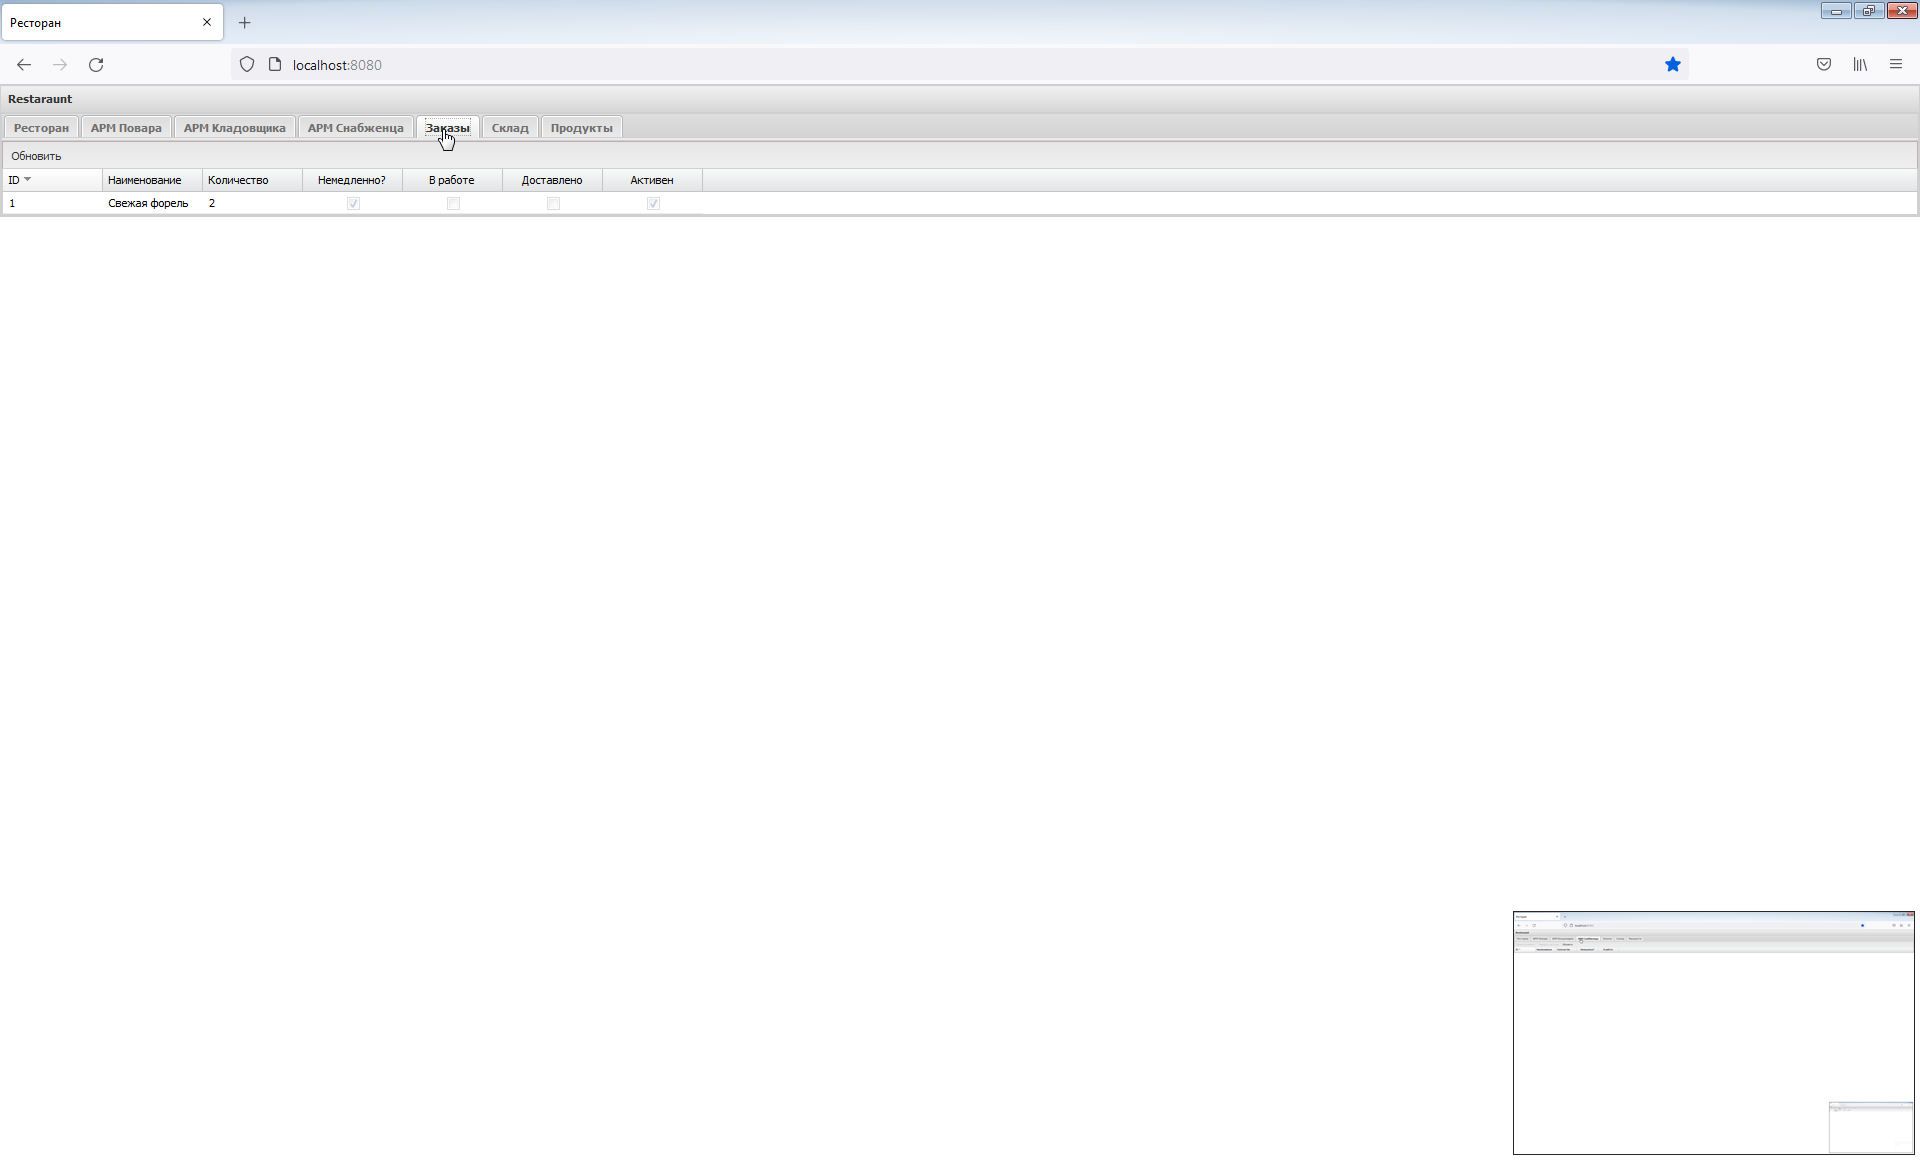 Ресторан
localhost:8080
Restaraunt
Ресторан АРМ Повара АРМ Кладовщика АРМ Снабженца Заказы Склад Продукты
Обновить
ID Наименование Количество Немедленно? В работе Доставлено Активен
1 Свежая форель 2